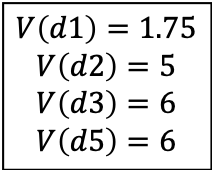 V(d1) = 1.75
V(d2) = 5
V(d3) = 6
V(d5) = 6